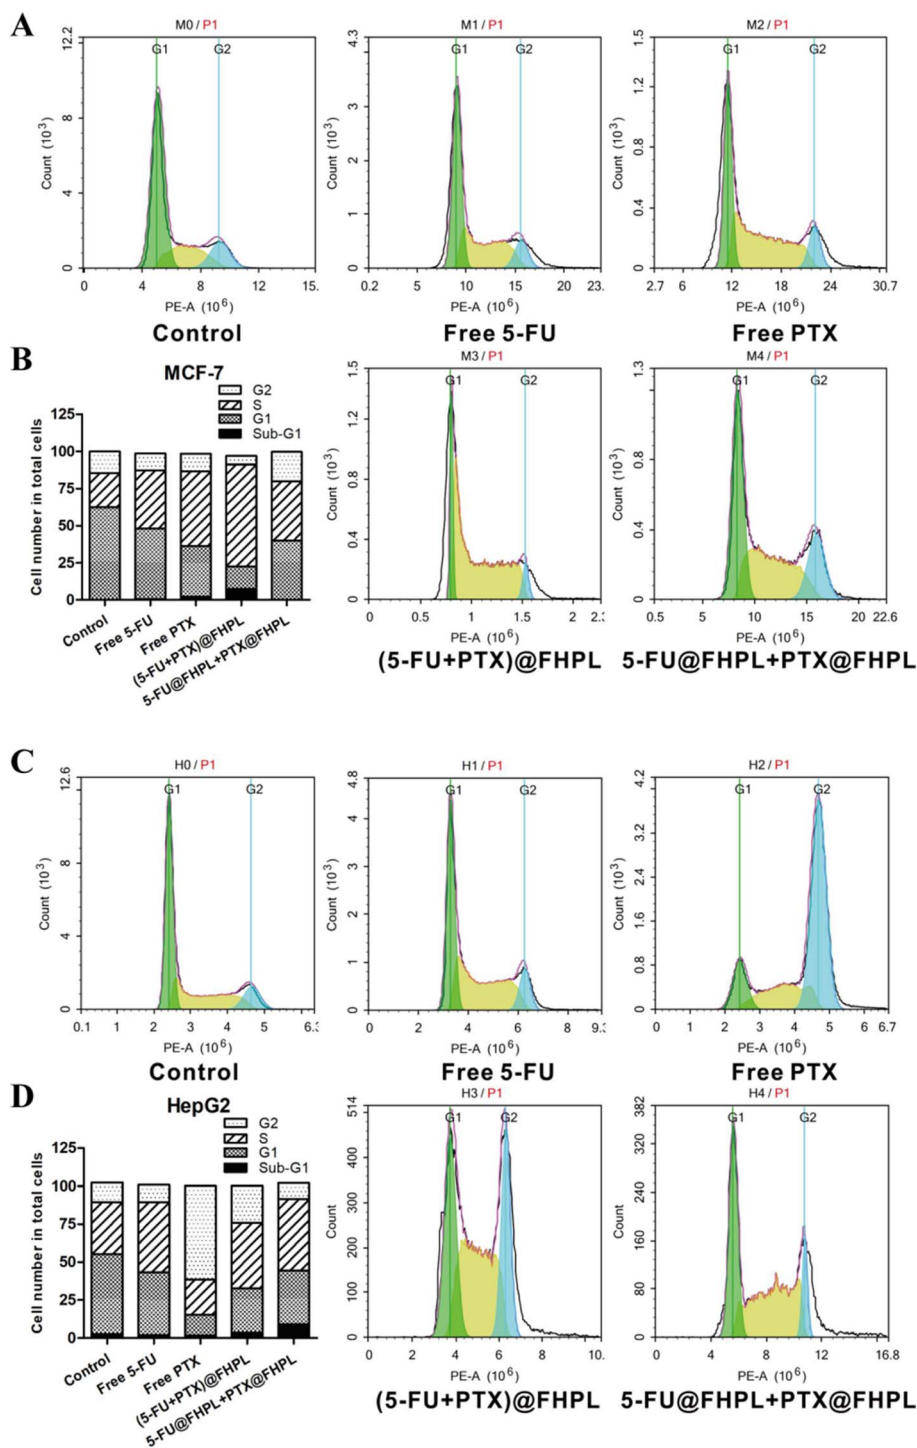 A
M0 / P1
12.2
8
4
0
Count (10³)
G1
G2
0
4
8
12
15.
PE-A (10⁶)
Control
M1 / P1
4.3
3
2
1
0
Count (10³)
G1
G2
0.2
5
10
15
20
23.
PE-A (10⁶)
Free 5-FU
M2 / P1
1.5
1.2
0.8
0.4
0
Count (10³)
G1
G2
2.7
6
12
18
24
30.7
PE-A (10⁶)
Free PTX
B
MCF-7
G2
S
G1
Sub-G1
125
100
75
50
25
0
Cell number in total cells
Control
Free 5-FU
Free PTX
(5-FU+PTX)@FHPL
5-FU@FHPL+PTX@FHPL
M3 / P1
1.5
1.2
0.8
0.4
0
Count (10³)
G1
G2
0
0.5
1
1.5
2
2.
PE-A (10⁶)
(5-FU+PTX)@FHPL
M4 / P1
1.3
0.8
0.4
0
Count (10³)
G1
G2
0.5
5
10
15
20
22.6
PE-A (10⁶)
5-FU@FHPL+PTX@FHPL
C
H0 / P1
12.6
8
4
0
Count (10³)
G1
G2
0.1
1
2
3
4
5
6.3
PE-A (10⁶)
Control
H1 / P1
4.8
4
3
2
1
0
Count (10³)
G1
G2
0
2
4
6
8
9.
PE-A (10⁶)
Free 5-FU
H2 / P1
4.2
3.2
2.4
1.6
0.8
0
Count (10³)
G1
G2
0
1
2
3
4
5
6
6.7
PE-A (10⁶)
Free PTX
D
HepG2
G2
S
G1
Sub-G1
125
100
75
50
25
0
Cell number in total cells
Control
Free 5-FU
Free PTX
(5-FU+PTX)@FHPL
5-FU@FHPL+PTX@FHPL
H3 / P1
514
400
300
200
100
0
Count
G1
G2
0
2
4
6
8
10.
PE-A (10⁶)
(5-FU+PTX)@FHPL
H4 / P1
382
320
240
160
80
0
Count
G1
G2
0
4
8
12
16.8
PE-A (10⁶)
5-FU@FHPL+PTX@FHPL